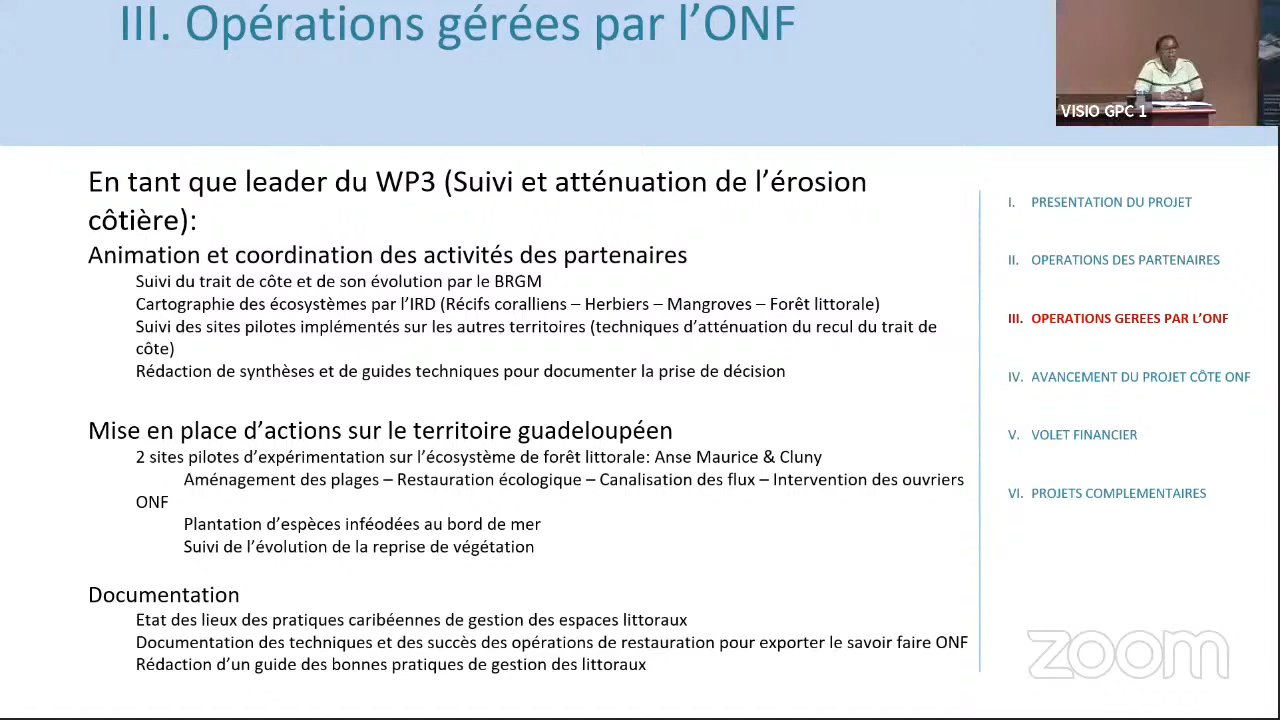 III. Opérations gérées par l’ONF
VISIO GPC 1
En tant que leader du WP3 (Suivi et atténuation de l’érosion
côtière):
Animation et coordination des activités des partenaires
Suivi du trait de côte et de son évolution par le BRGM
Cartographie des écosystèmes par l’IRD (Récifs coralliens – Herbiers – Mangroves – Forêt littorale)
Suivi des sites pilotes implémentés sur les autres territoires (techniques d’atténuation du recul du trait de
côte)
Rédaction de synthèses et de guides techniques pour documenter la prise de décision
Mise en place d’actions sur le territoire guadeloupéen
2 sites pilotes d’expérimentation sur l’écosystème de forêt littorale: Anse Maurice & Cluny
Aménagement des plages – Restauration écologique – Canalisation des flux – Intervention des ouvriers
ONF
Plantation d’espèces inféodées au bord de mer
Suivi de l’évolution de la reprise de végétation
Documentation
Etat des lieux des pratiques caribéennes de gestion des espaces littoraux
Documentation des techniques et des succès des opérations de restauration pour exporter le savoir faire ONF
Rédaction d’un guide des bonnes pratiques de gestion des littoraux
I. PRESENTATION DU PROJET
II. OPERATIONS DES PARTENAIRES
III. OPERATIONS GEREES PAR L’ONF
IV. AVANCEMENT DU PROJET CÔTE ONF
V. VOLET FINANCIER
VI. PROJETS COMPLEMENTAIRES
zoom